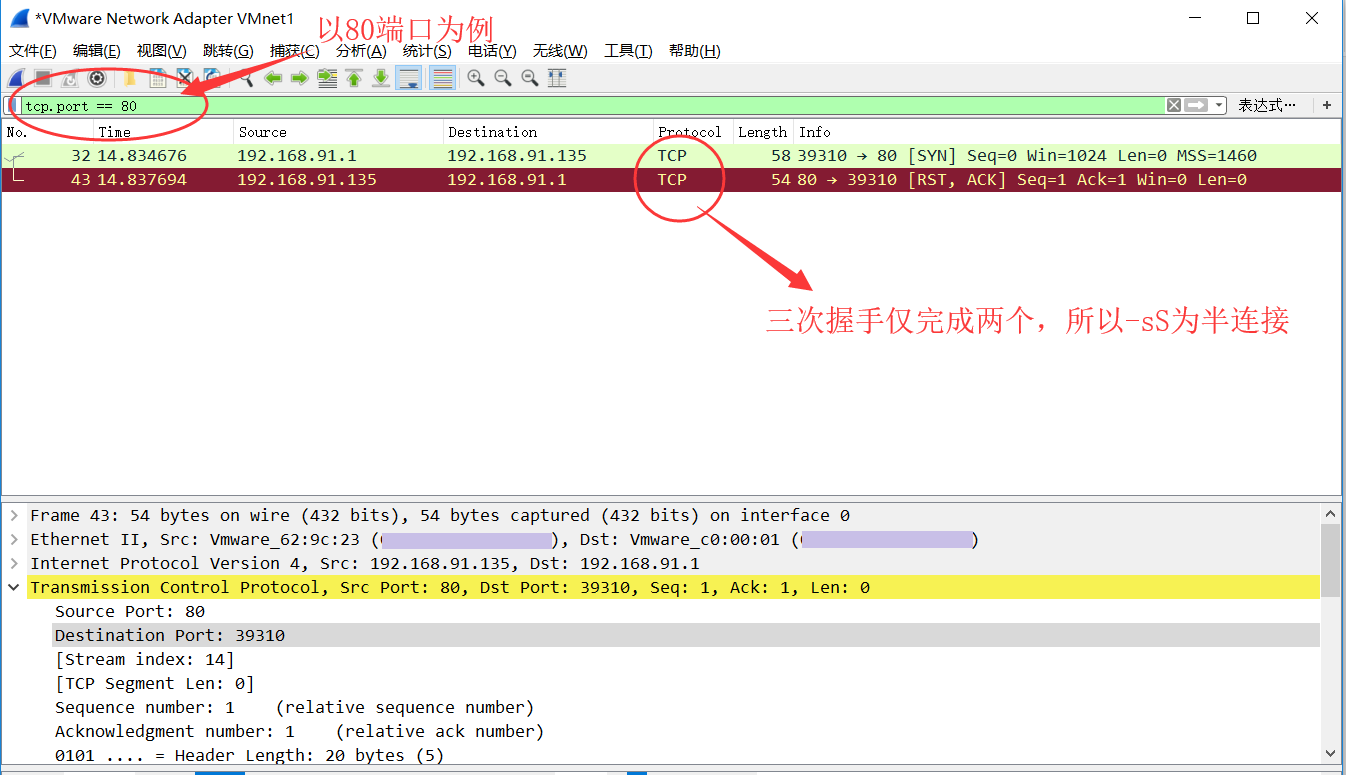 *VMware Network Adapter VMnet1
以80端口为例
文件(F) 编辑(E) 视图(V) 跳转(G) 捕获(C) 分析(A) 统计(S) 电话(Y) 无线(W) 工具(T) 帮助(H)
tcp.port == 80 表达式… +
No. Time Source Destination Protocol Length Info
32 14.834676 192.168.91.1 192.168.91.135 TCP 58 39310 → 80 [SYN] Seq=0 Win=1024 Len=0 MSS=1460
43 14.837694 192.168.91.135 192.168.91.1 TCP 54 80 → 39310 [RST, ACK] Seq=1 Ack=1 Win=0 Len=0
三次握手仅完成两个，所以-sS为半连接
Frame 43: 54 bytes on wire (432 bits), 54 bytes captured (432 bits) on interface 0
Ethernet II, Src: Vmware_62:9c:23 ( ), Dst: Vmware_c0:00:01 ( )
Internet Protocol Version 4, Src: 192.168.91.135, Dst: 192.168.91.1
Transmission Control Protocol, Src Port: 80, Dst Port: 39310, Seq: 1, Ack: 1, Len: 0
Source Port: 80
Destination Port: 39310
[Stream index: 14]
[TCP Segment Len: 0]
Sequence number: 1 (relative sequence number)
Acknowledgment number: 1 (relative ack number)
0101 .... = Header Length: 20 bytes (5)